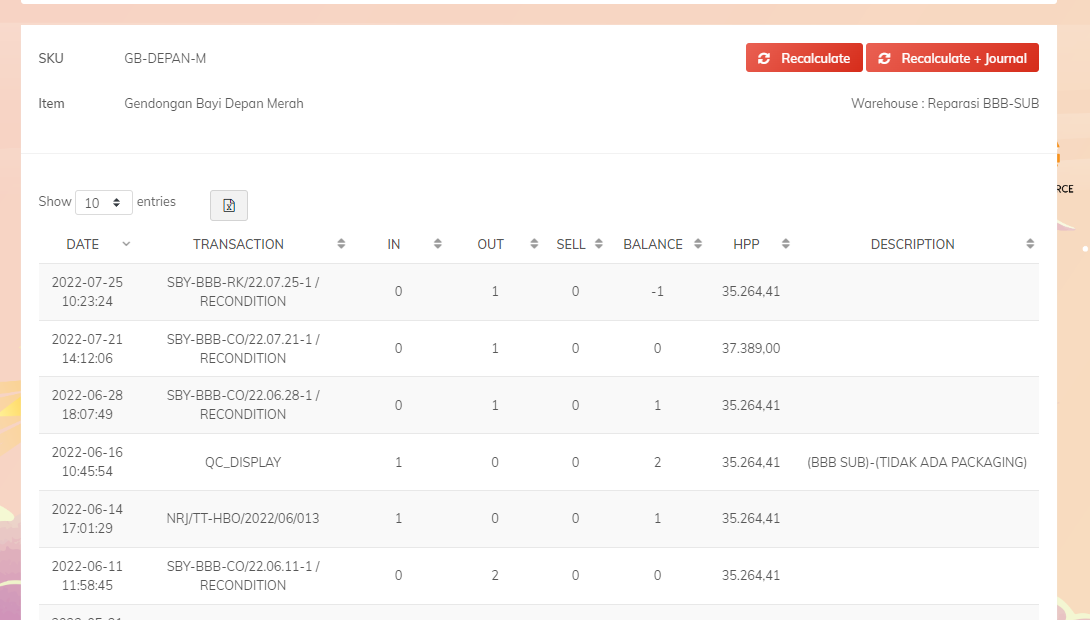 SKU GB-DEPAN-M Recalculate Recalculate + Journal
Item Gendongan Bayi Depan Merah Warehouse : Reparasi BBB-SUB
RCE
Show 10 entries
DATE TRANSACTION IN OUT SELL BALANCE HPP DESCRIPTION
2022-07-25 SBY-BBB-RK/22.07.25-1 /
10:23:24 RECONDITION 0 1 0 -1 35.264,41
2022-07-21 SBY-BBB-CO/22.07.21-1 /
14:12:06 RECONDITION 0 1 0 0 37.389,00
2022-06-28 SBY-BBB-CO/22.06.28-1 /
18:07:49 RECONDITION 0 1 0 1 35.264,41
2022-06-16
10:45:54 QC_DISPLAY 1 0 0 2 35.264,41 (BBB SUB)-(TIDAK ADA PACKAGING)
2022-06-14
17:01:29 NRJ/TT-HBO/2022/06/013 1 0 0 1 35.264,41
2022-06-11 SBY-BBB-CO/22.06.11-1 /
11:58:45 RECONDITION 0 2 0 0 35.264,41